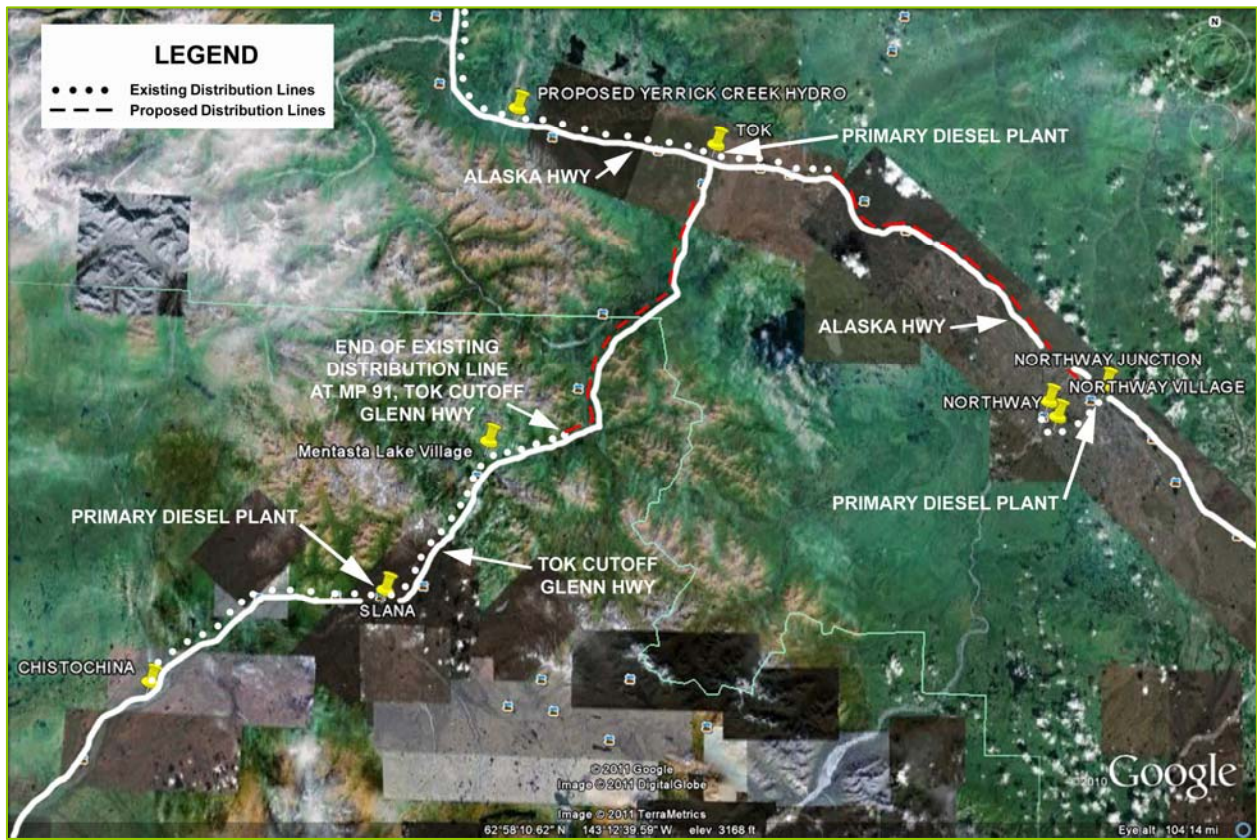 LEGEND
Existing Distribution Lines
Proposed Distribution Lines
N
PROPOSED YERRICK CREEK HYDRO
TOK
PRIMARY DIESEL PLANT
ALASKA HWY
ALASKA HWY
END OF EXISTING
DISTRIBUTION LINE
AT MP 91, TOK CUTOFF
GLENN HWY
NORTHWAY JUNCTION
NORTHWAY VILLAGE
NORTHWAY
Mentasta Lake Village
PRIMARY DIESEL PLANT
PRIMARY DIESEL PLANT
TOK CUTOFF
GLENN HWY
SLANA
CHISTOCHINA
© 2011 Google
Image © 2011 DigitalGlobe
Image © 2011 TerraMetrics
©2010 Google
62°58'10.62" N 143°12'39.59" W elev 3168 ft
Eye alt 104.14 mi